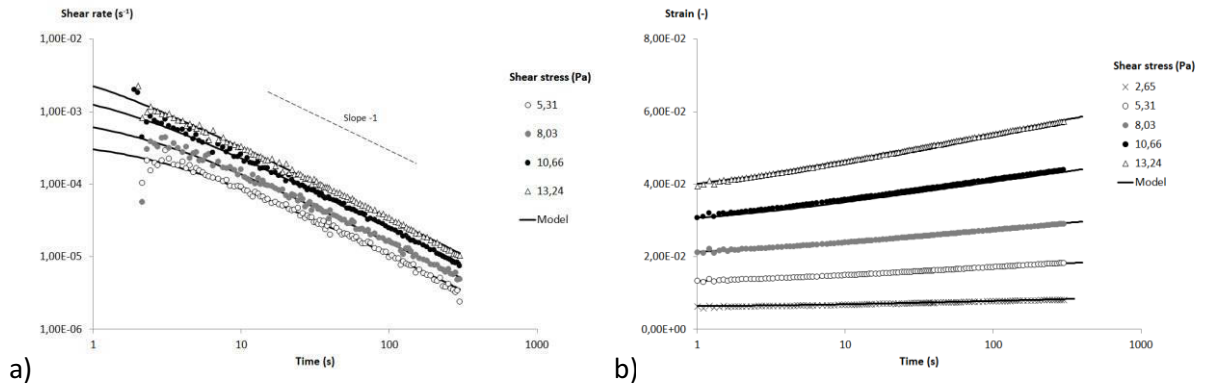 Shear rate (s⁻¹)
1,00E-02
1,00E-03
1,00E-04
1,00E-05
1,00E-06
1
10
100
1000
Time (s)
Slope -1
Shear stress (Pa)
5,31
8,03
10,66
13,24
Model
a)
Strain (-)
8,00E-02
6,00E-02
4,00E-02
2,00E-02
0,00E+00
1
10
100
1000
Time (s)
Shear stress (Pa)
2,65
5,31
8,03
10,66
13,24
Model
b)